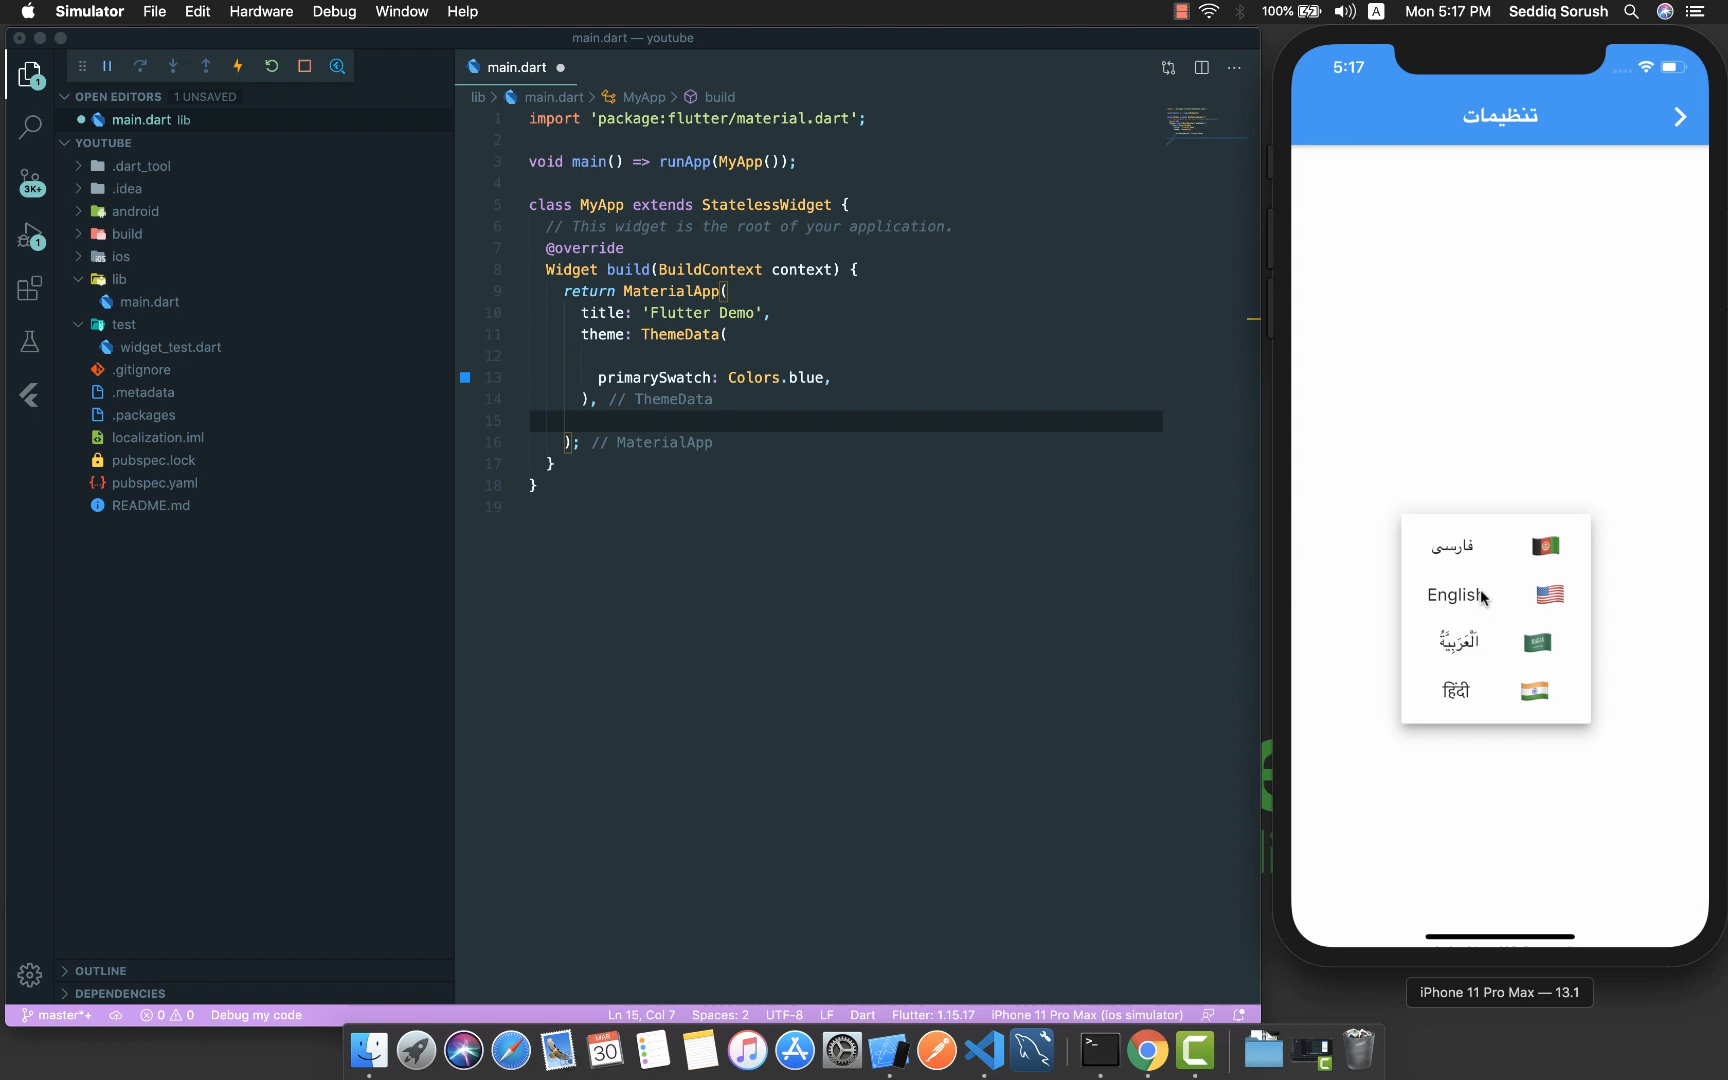 Simulator File Edit Hardware Debug Window Help
100% A Mon 5:17 PM Seddiq Sorush
main.dart — youtube
main.dart
OPEN EDITORS 1 UNSAVED
main.dart lib
YOUTUBE
.dart_tool
.idea
android
build
ios
lib
main.dart
test
widget_test.dart
.gitignore
.metadata
.packages
localization.iml
pubspec.lock
pubspec.yaml
README.md
OUTLINE
DEPENDENCIES
1
3K+
1
lib > main.dart > MyApp > build
1 import 'package:flutter/material.dart';
2
3 void main() => runApp(MyApp());
4
5 class MyApp extends StatelessWidget {
6 // This widget is the root of your application.
7 @override
8 Widget build(BuildContext context) {
9 return MaterialApp(
10 title: 'Flutter Demo',
11 theme: ThemeData(
12
13 primarySwatch: Colors.blue,
14 ), // ThemeData
15
16 ); // MaterialApp
17 }
18 }
19
master*+ 0 0 Debug my code
Ln 15, Col 7 Spaces: 2 UTF-8 LF Dart Flutter: 1.15.17 iPhone 11 Pro Max (ios simulator)
5:17
تنظیمات
فارسی
English
اَلْعَرَبِيَّةُ
हिंदी
iPhone 11 Pro Max — 13.1
MAR
30